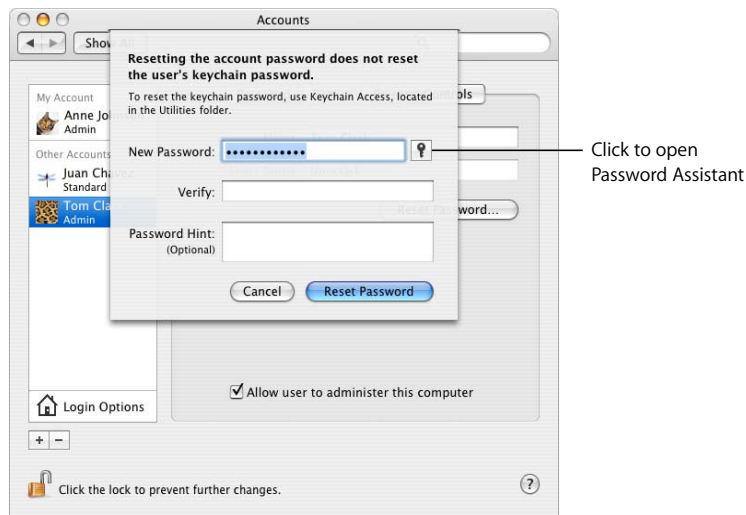 Accounts
Show All
Resetting the account password does not reset
the user's keychain password.
To reset the keychain password, use Keychain Access, located
in the Utilities folder.
My Account
Anne Jo
Admin
Other Accounts
Juan Chavez
Standard
Tom Cla
Admin
New Password: ••••••••••••
Verify:
Password Hint:
(Optional)
Cancel
Reset Password
Reset Password...
Click to open
Password Assistant
Allow user to administer this computer
Login Options
+ −
Click the lock to prevent further changes.
?